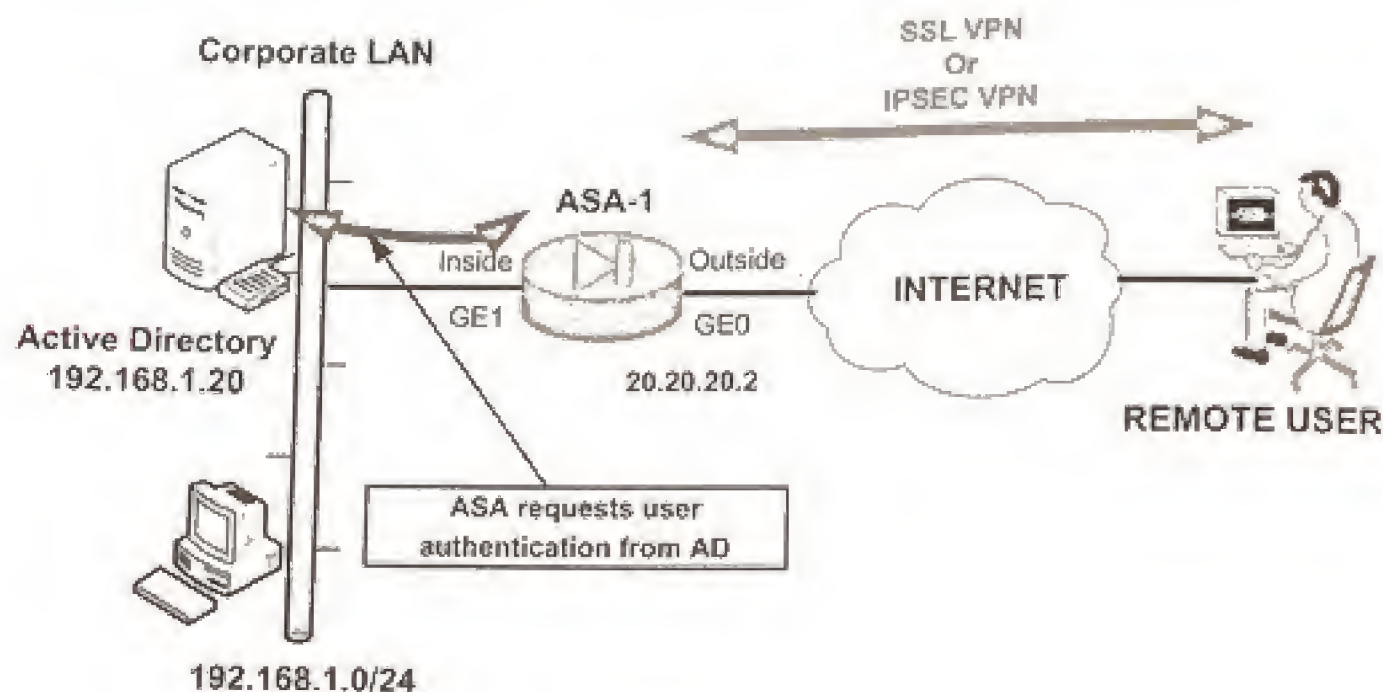 Corporate LAN
SSL VPN
Or
IPSEC VPN
ASA-1
Inside
Outside
GE1
GE0
INTERNET
Active Directory
192.168.1.20
20.20.20.2
REMOTE USER
ASA requests user
authentication from AD
192.168.1.0/24